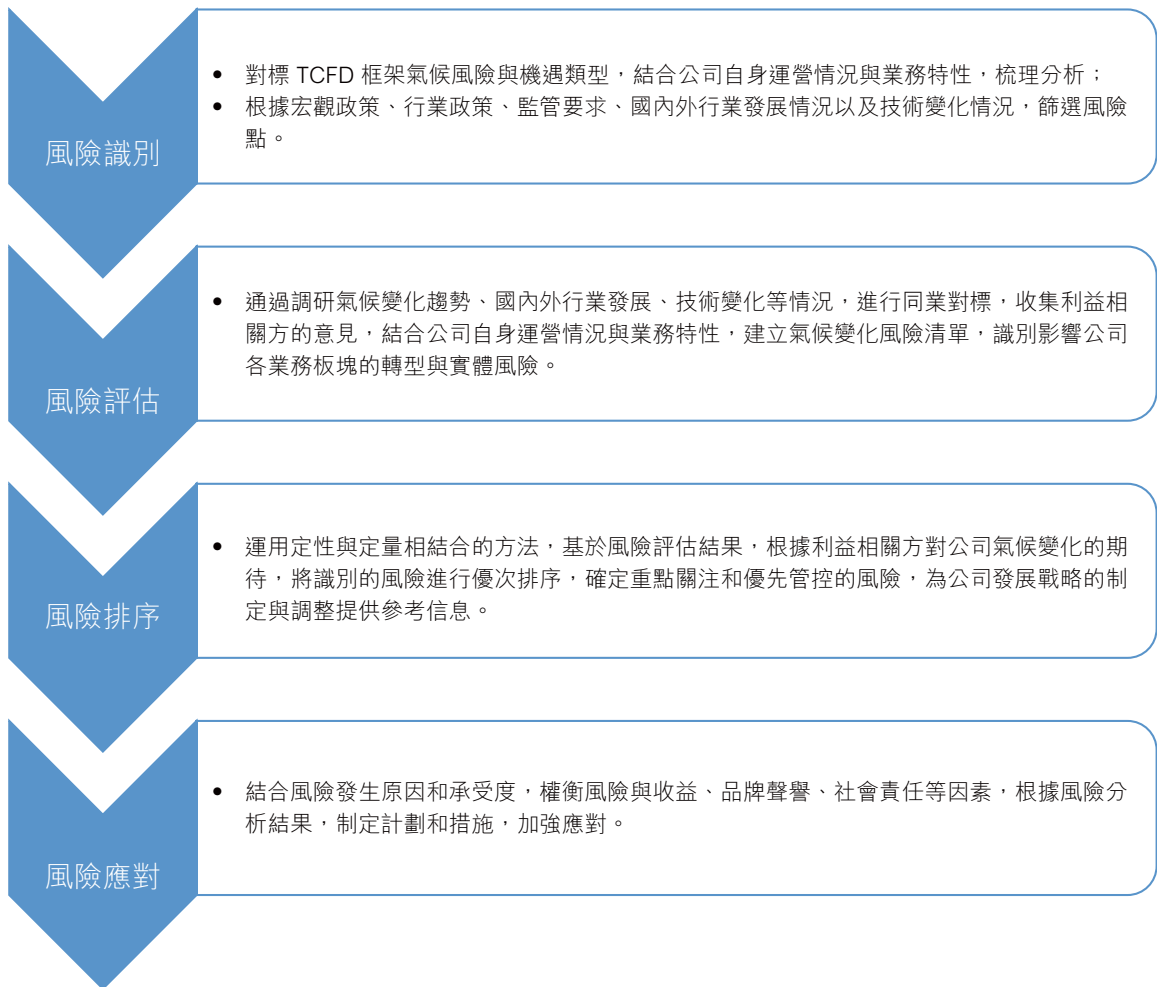 風險識別
• 對標 TCFD 框架氣候風險與機遇類型，結合公司自身運營情況與業務特性，梳理分析；
• 根據宏觀政策、行業政策、監管要求、國內外行業發展情況以及技術變化情況，篩選風險
點。
風險評估
• 通過調研氣候變化趨勢、國內外行業發展、技術變化等情況，進行同業對標，收集利益相
關方的意見，結合公司自身運營情況與業務特性，建立氣候變化風險清單，識別影響公司
各業務板塊的轉型與實體風險。
風險排序
• 運用定性與定量相結合的方法，基於風險評估結果，根據利益相關方對公司氣候變化的期
待，將識別的風險進行優次排序，確定重點關注和優先管控的風險，為公司發展戰略的制
定與調整提供參考信息。
風險應對
• 結合風險發生原因和承受度，權衡風險與收益、品牌聲譽、社會責任等因素，根據風險分
析結果，制定計劃和措施，加強應對。